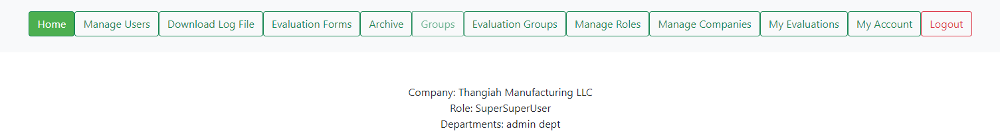 Home Manage Users Download Log File Evaluation Forms Archive Groups Evaluation Groups Manage Roles Manage Companies My Evaluations My Account Logout
Company: Thangiah Manufacturing LLC
Role: SuperSuperUser
Departments: admin dept